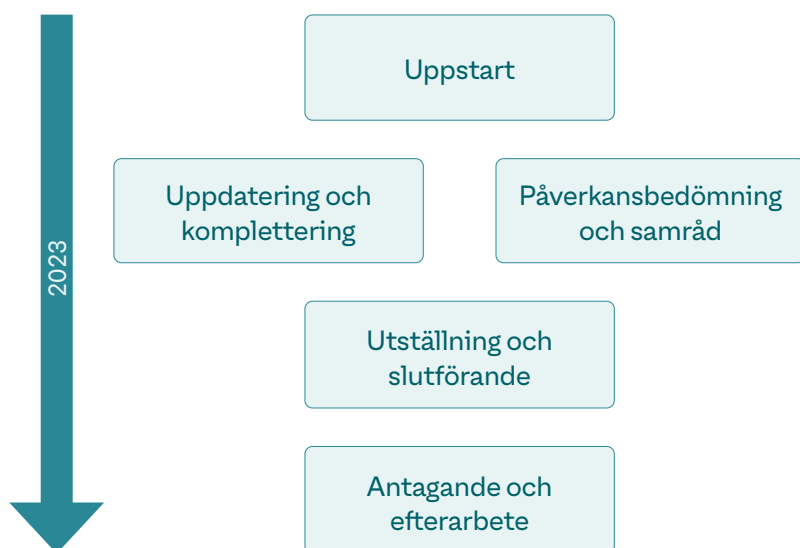 Uppstart
Uppdatering och
komplettering
Påverkansbedömning
och samråd
2023
Utställning och
slutförande
Antagande och
efterarbete